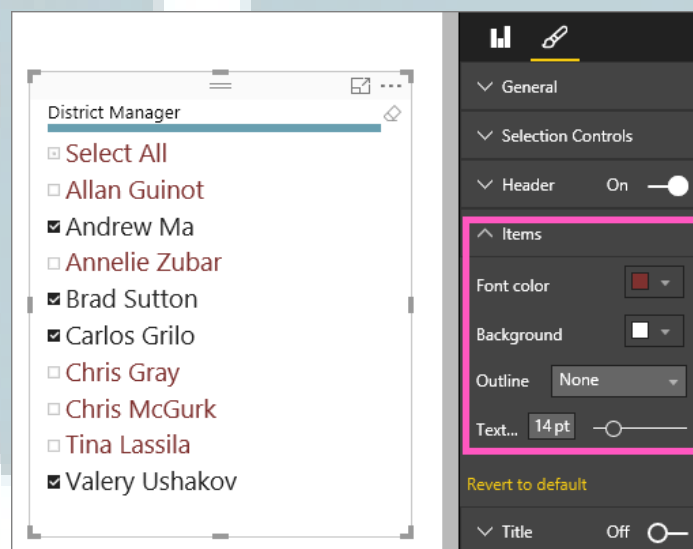 District Manager
Select All
Allan Guinot
Andrew Ma
Annelie Zubar
Brad Sutton
Carlos Grilo
Chris Gray
Chris McGurk
Tina Lassila
Valery Ushakov
General
Selection Controls
Header On
Items
Font color
Background
Outline None
Text... 14 pt
Revert to default
Title Off